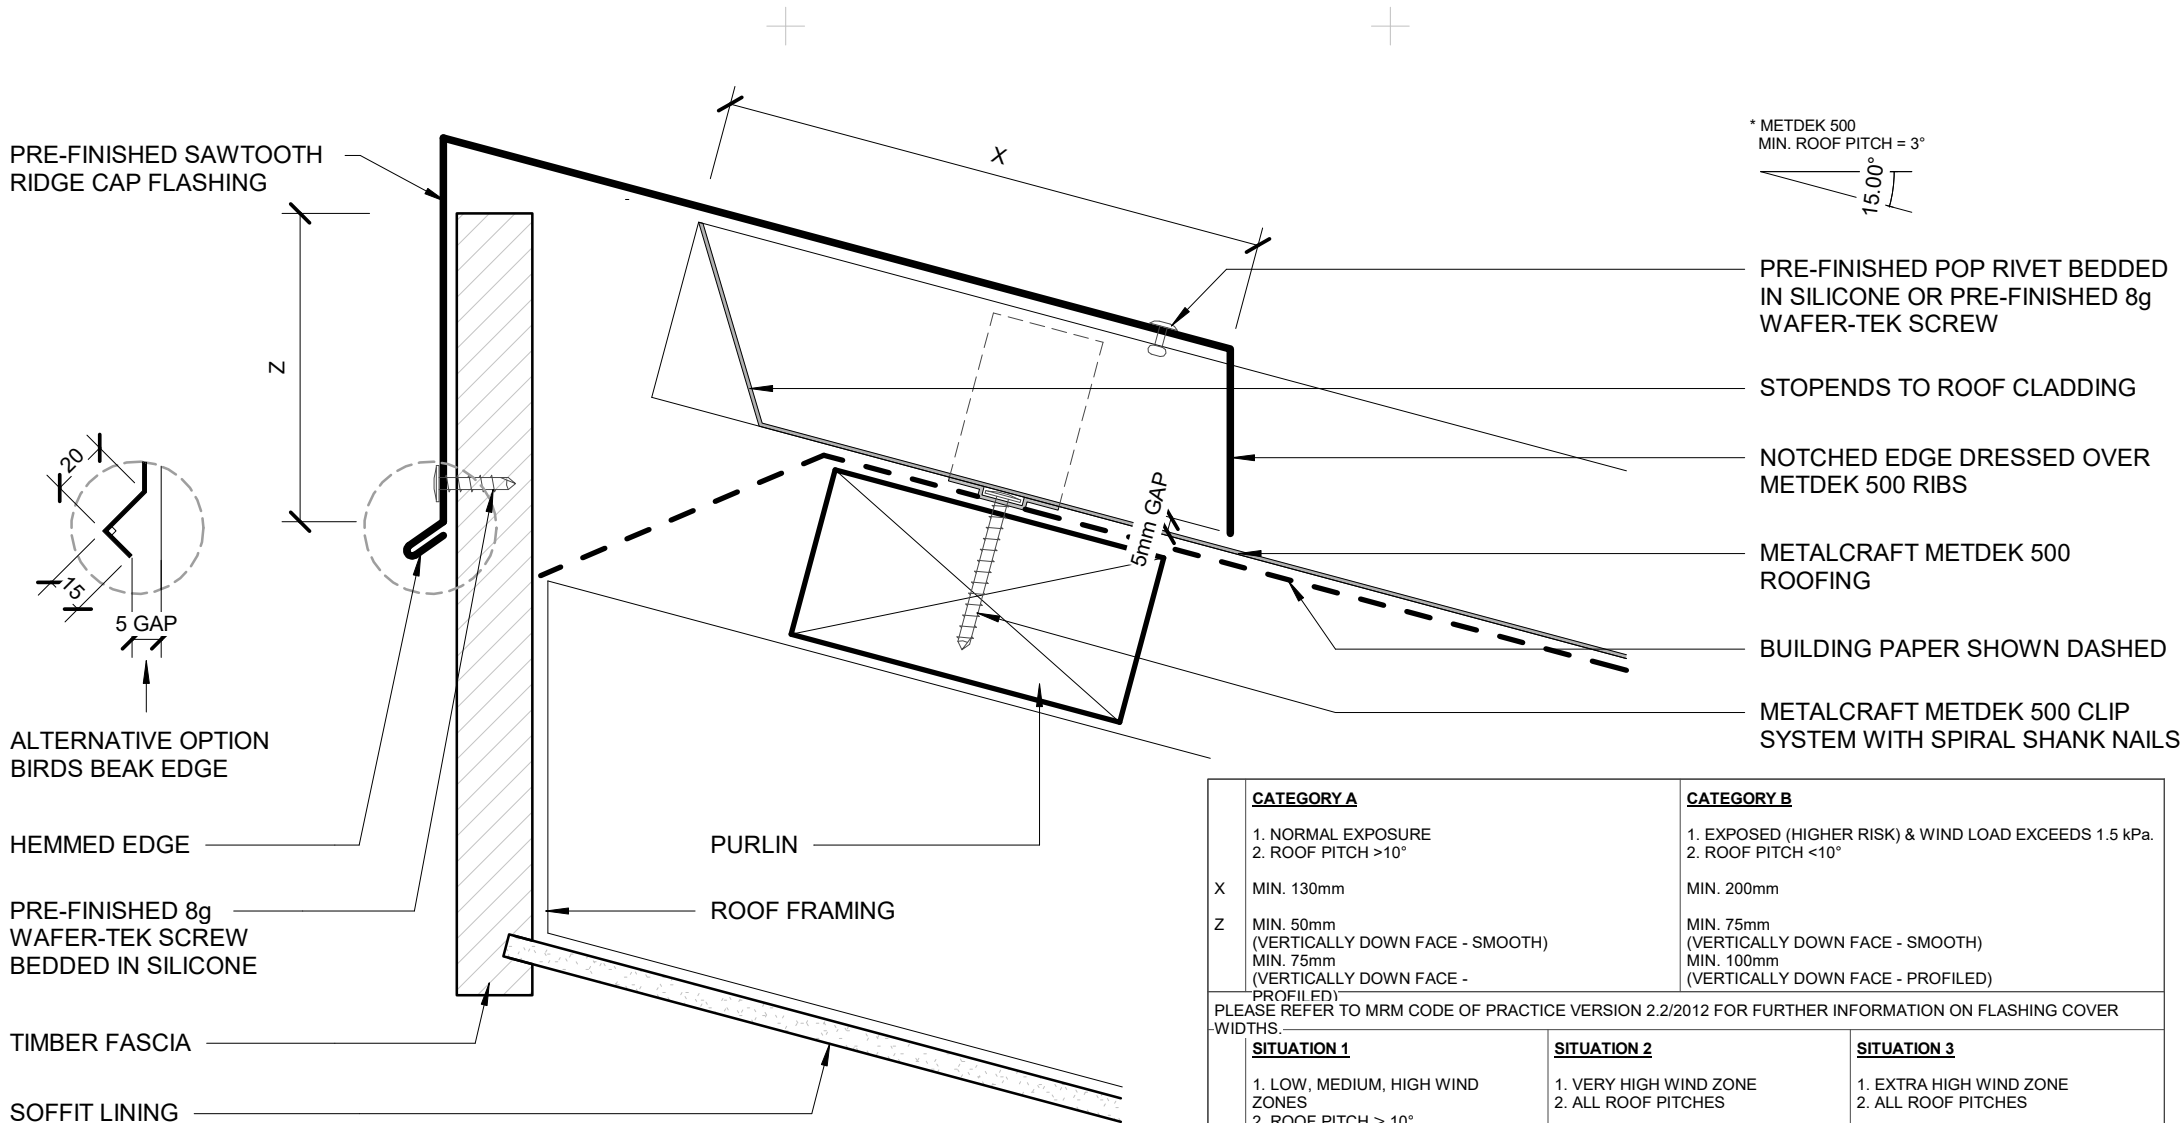 PRE-FINISHED SAWTOOTH
RIDGE CAP FLASHING
X
Z
* METDEK 500
MIN. ROOF PITCH = 3°
15.00°
PRE-FINISHED POP RIVET BEDDED
IN SILICONE OR PRE-FINISHED 8g
WAFER-TEK SCREW
STOPENDS TO ROOF CLADDING
NOTCHED EDGE DRESSED OVER
METDEK 500 RIBS
5mm GAP
METALCRAFT METDEK 500
ROOFING
BUILDING PAPER SHOWN DASHED
METALCRAFT METDEK 500 CLIP
SYSTEM WITH SPIRAL SHANK NAILS
20
15
5 GAP
ALTERNATIVE OPTION
BIRDS BEAK EDGE
HEMMED EDGE
PRE-FINISHED 8g
WAFER-TEK SCREW
BEDDED IN SILICONE
TIMBER FASCIA
SOFFIT LINING
PURLIN
ROOF FRAMING
CATEGORY A
1. NORMAL EXPOSURE
2. ROOF PITCH >10°
CATEGORY B
1. EXPOSED (HIGHER RISK) & WIND LOAD EXCEEDS 1.5 kPa.
2. ROOF PITCH <10°
X MIN. 130mm MIN. 200mm
Z MIN. 50mm
(VERTICALLY DOWN FACE - SMOOTH)
MIN. 75mm
(VERTICALLY DOWN FACE -
PROFILED)
MIN. 75mm
(VERTICALLY DOWN FACE - SMOOTH)
MIN. 100mm
(VERTICALLY DOWN FACE - PROFILED)
PLEASE REFER TO MRM CODE OF PRACTICE VERSION 2.2/2012 FOR FURTHER INFORMATION ON FLASHING COVER
WIDTHS.
SITUATION 1
1. LOW, MEDIUM, HIGH WIND
ZONES
2. ROOF PITCH > 10°
SITUATION 2
1. VERY HIGH WIND ZONE
2. ALL ROOF PITCHES
SITUATION 3
1. EXTRA HIGH WIND ZONE
2. ALL ROOF PITCHES